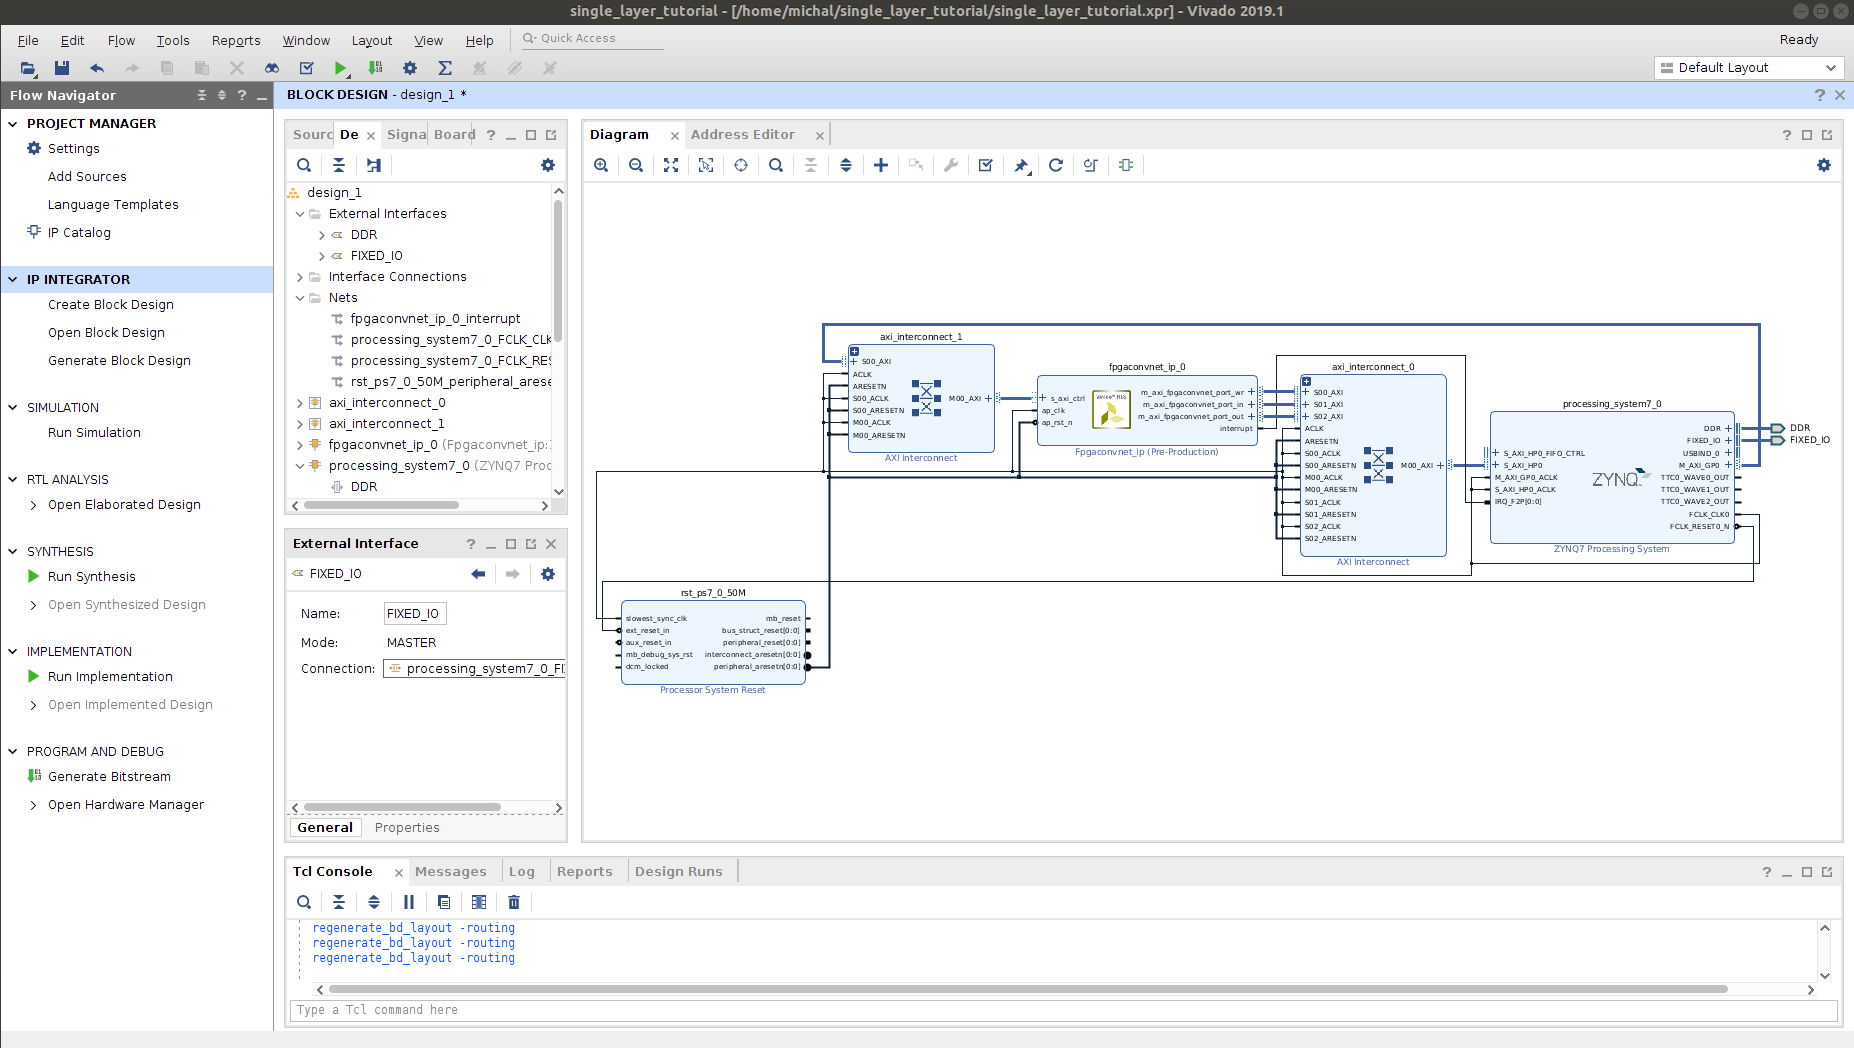 single_layer_tutorial - [/home/michal/single_layer_tutorial/single_layer_tutorial.xpr] - Vivado 2019.1
File Edit Flow Tools Reports Window Layout View Help Quick Access Ready
Default Layout
Flow Navigator
PROJECT MANAGER
Settings
Add Sources
Language Templates
IP Catalog
IP INTEGRATOR
Create Block Design
Open Block Design
Generate Block Design
SIMULATION
Run Simulation
RTL ANALYSIS
Open Elaborated Design
SYNTHESIS
Run Synthesis
Open Synthesized Design
IMPLEMENTATION
Run Implementation
Open Implemented Design
PROGRAM AND DEBUG
Generate Bitstream
Open Hardware Manager
BLOCK DESIGN - design_1 *
Sourc De Signa Board
design_1
External Interfaces
DDR
FIXED_IO
Interface Connections
Nets
fpgaconvnet_ip_0_interrupt
processing_system7_0_FCLK_CLK
processing_system7_0_FCLK_RES
rst_ps7_0_50M_peripheral_arese
axi_interconnect_0
axi_interconnect_1
fpgaconvnet_ip_0 (Fpgaconvnet_ip:
processing_system7_0 (ZYNQ7 Proc
DDR
External Interface
FIXED_IO
Name: FIXED_IO
Mode: MASTER
Connection: processing_system7_0_FI
General Properties
Diagram Address Editor
axi_interconnect_1
S00_AXI
ACLK
ARESETN
S00_ACLK
S00_ARESETN
M00_ACLK
M00_ARESETN
M00_AXI
AXI Interconnect
fpgaconvnet_ip_0
s_axi_ctrl
ap_clk
ap_rst_n
Vivado™ HLS
m_axi_fpgaconvnet_port_wr
m_axi_fpgaconvnet_port_in
m_axi_fpgaconvnet_port_out
interrupt
Fpgaconvnet_ip (Pre-Production)
axi_interconnect_0
S00_AXI
S01_AXI
S02_AXI
ACLK
ARESETN
S00_ACLK
S00_ARESETN
M00_ACLK
M00_ARESETN
S01_ACLK
S01_ARESETN
S02_ACLK
S02_ARESETN
M00_AXI
AXI Interconnect
processing_system7_0
S_AXI_HP0_FIFO_CTRL
S_AXI_HP0
M_AXI_GP0_ACLK
S_AXI_HP0_ACLK
IRQ_F2P[0:0]
ZYNQ
DDR
FIXED_IO
USBIND_0
M_AXI_GP0
TTC0_WAVE0_OUT
TTC0_WAVE1_OUT
TTC0_WAVE2_OUT
FCLK_CLK0
FCLK_RESET0_N
ZYNQ7 Processing System
DDR
FIXED_IO
rst_ps7_0_50M
slowest_sync_clk
ext_reset_in
aux_reset_in
mb_debug_sys_rst
dcm_locked
mb_reset
bus_struct_reset[0:0]
peripheral_reset[0:0]
interconnect_aresetn[0:0]
peripheral_aresetn[0:0]
Processor System Reset
Tcl Console Messages Log Reports Design Runs
regenerate_bd_layout -routing
regenerate_bd_layout -routing
regenerate_bd_layout -routing
Type a Tcl command here